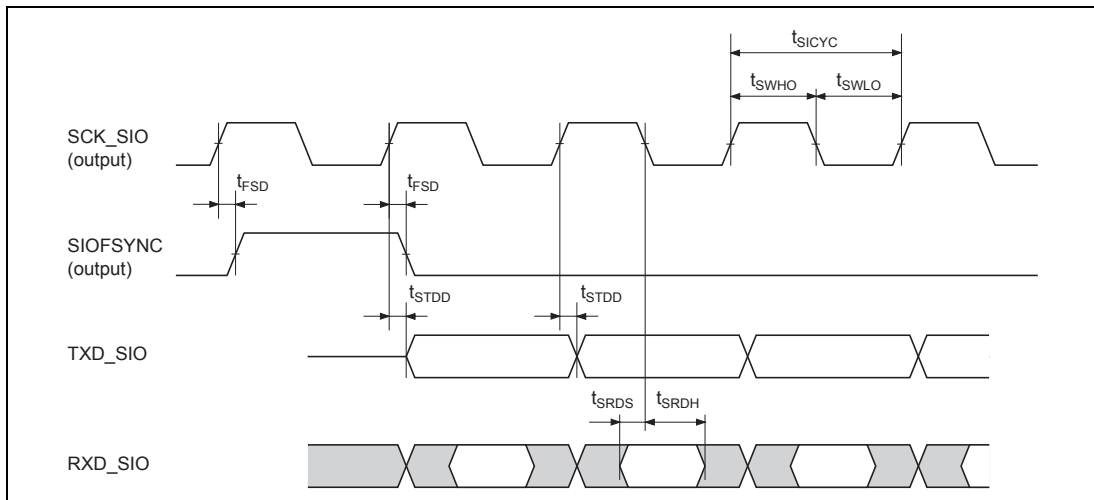 tSICYC
tSWHO tSWLO
SCK_SIO
(output)
tFSD tFSD
SIOFSYNC
(output)
tSTDD tSTDD
TXD_SIO
tSRDS tSRDH
RXD_SIO